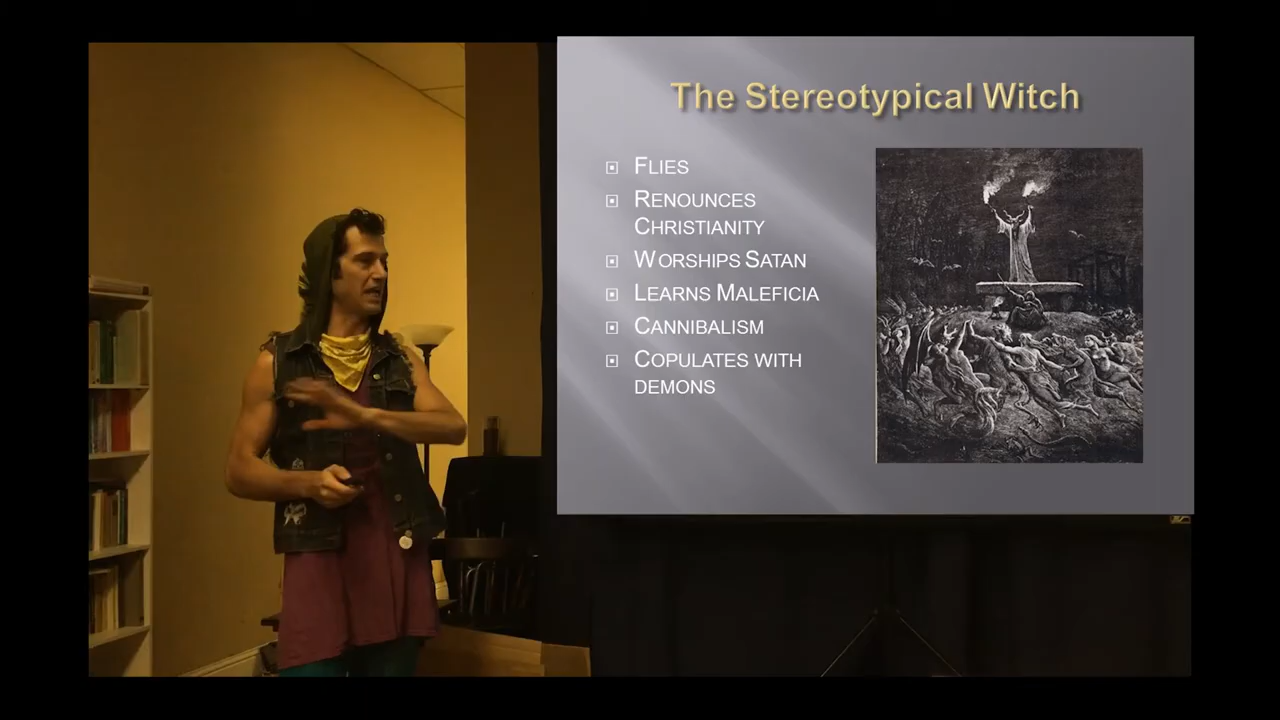 The Stereotypical Witch
FLIES
RENOUNCES
CHRISTIANITY
WORSHIPS SATAN
LEARNS MALEFICIA
CANNIBALISM
COPULATES WITH
DEMONS